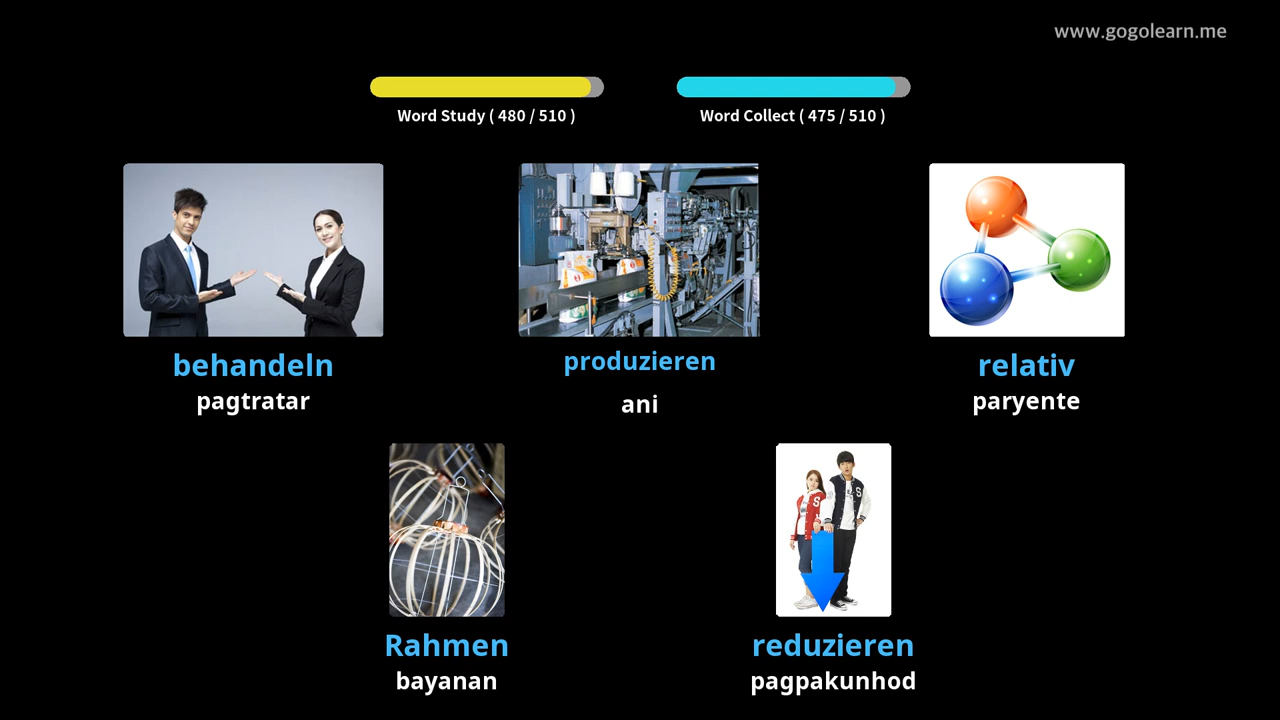 www.gogolearn.me
Word Study ( 480 / 510 )
Word Collect ( 475 / 510 )
behandeln
pagtratar
produzieren
ani
relativ
paryente
Rahmen
bayanan
reduzieren
pagpakunhod